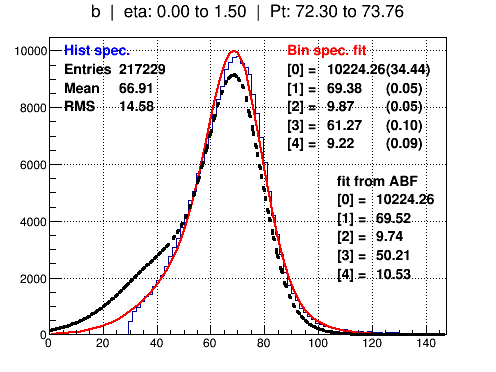 b | eta: 0.00 to 1.50 | Pt: 72.30 to 73.76
Hist spec.
Entries 217229
Mean 66.91
RMS 14.58
Bin spec. fit
[0] = 10224.26(34.44)
[1] = 69.38 (0.05)
[2] = 9.87 (0.05)
[3] = 61.27 (0.10)
[4] = 9.22 (0.09)
fit from ABF
[0] = 10224.26
[1] = 69.52
[2] = 9.74
[3] = 50.21
[4] = 10.53
10000
8000
6000
4000
2000
0
0 20 40 60 80 100 120 140